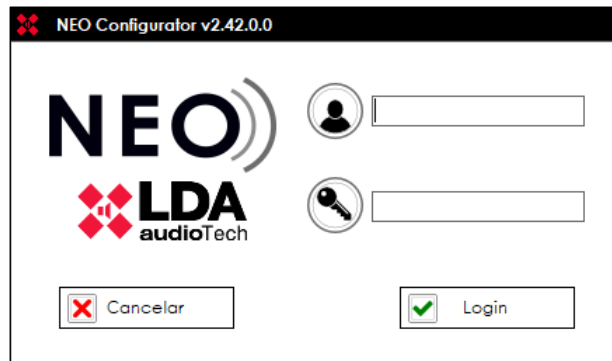 NEO Configurator v2.42.0.0
NEO
LDA
audioTech
Cancelar
Login